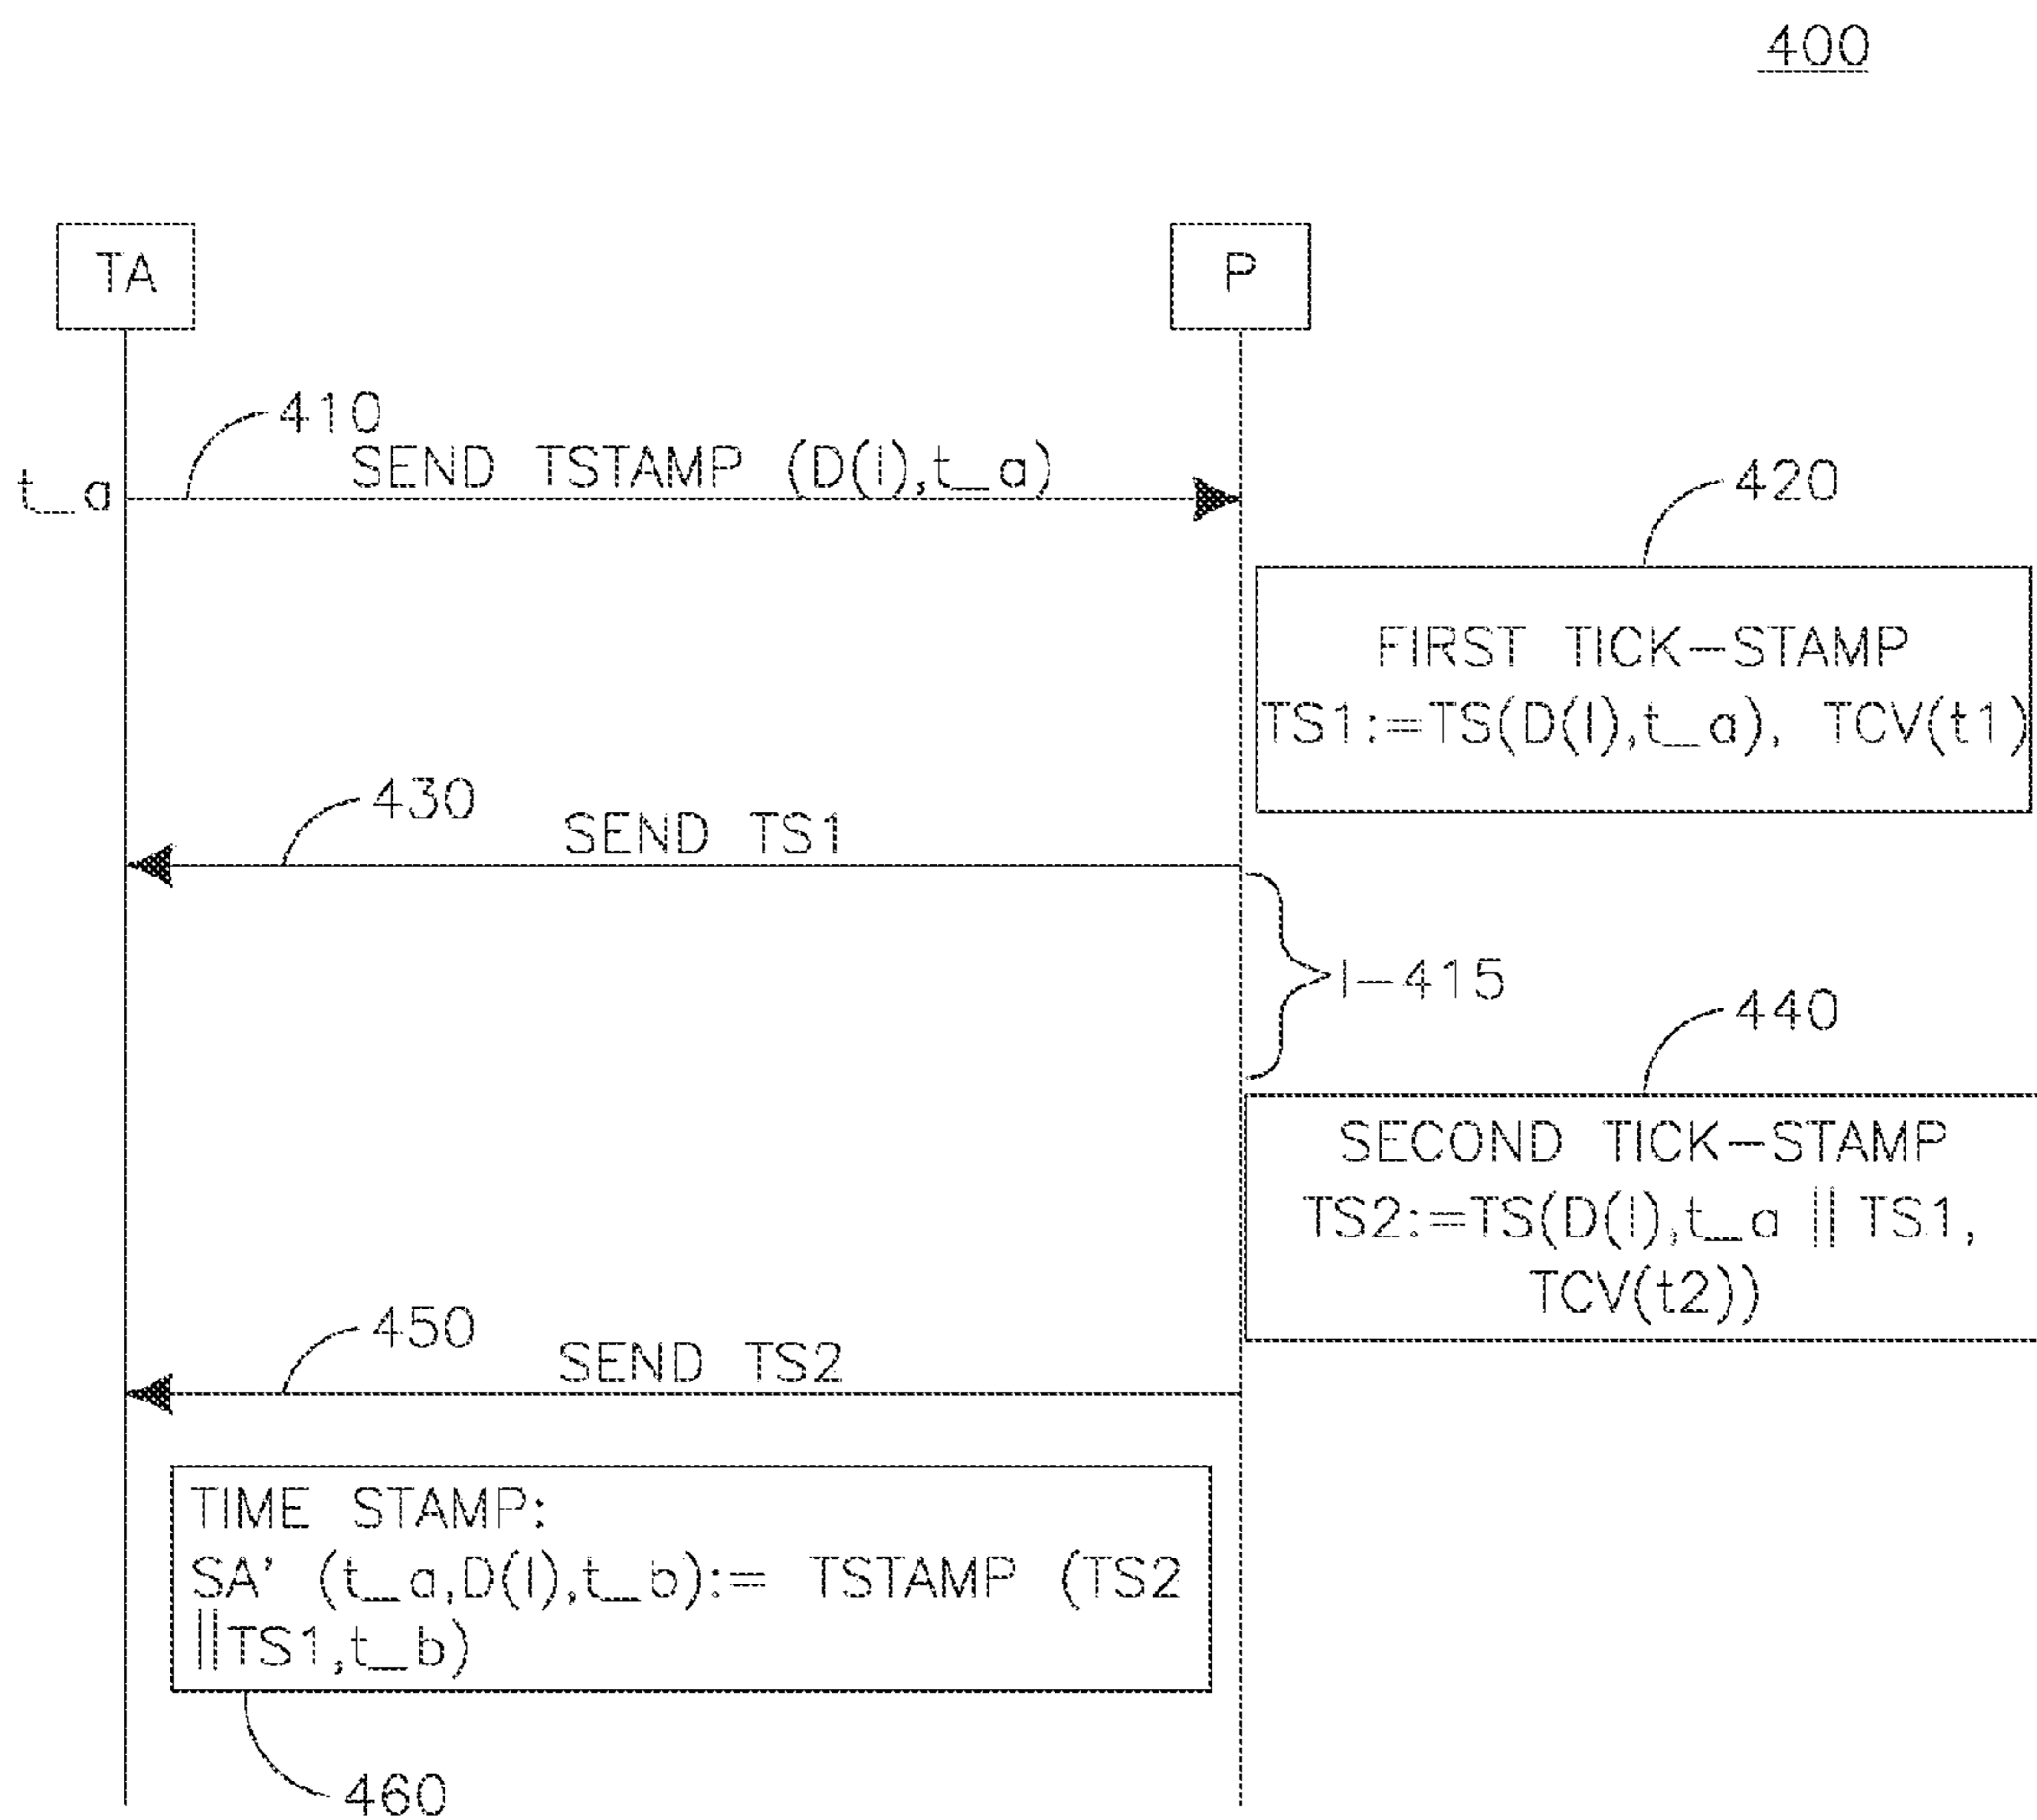 400
TA
P
410
SEND TSTAMP (D(I),t_a)
t_a
420
FIRST TICK-STAMP
TS1:=TS(D(I),t_a), TCV(t1)
430
SEND TS1
I-415
440
SECOND TICK-STAMP
TS2:=TS(D(I),t_a || TS1,
TCV(t2))
450
SEND TS2
TIME STAMP:
SA' (t_a,D(I),t_b):= TSTAMP (TS2
||TS1,t_b)
460